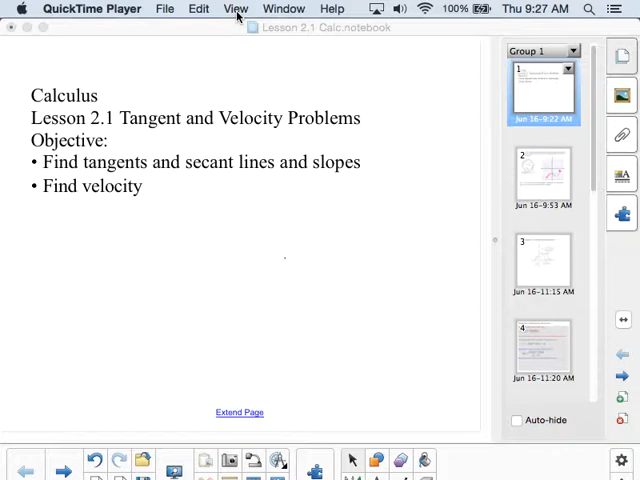 QuickTime Player File Edit View Window Help 100% Thu 9:27 AM
Lesson 2.1 Calc.notebook
Calculus
Lesson 2.1 Tangent and Velocity Problems
Objective:
• Find tangents and secant lines and slopes
• Find velocity
Extend Page
Group 1
1
Jun 16-9:22 AM
2
Jun 16-9:53 AM
3
Jun 16-11:15 AM
4
Jun 16-11:20 AM
Auto-hide